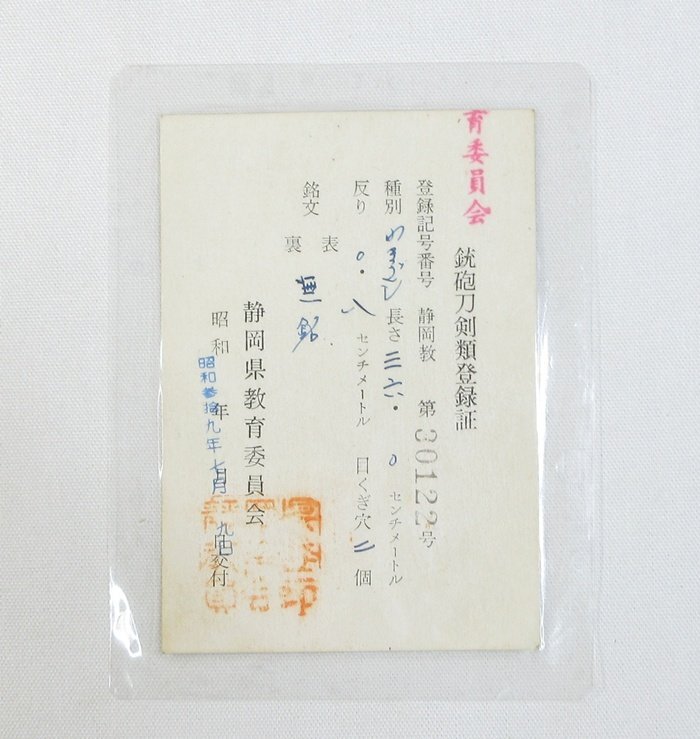 育委員会
銃砲刀剣類登録証
登録記号番号 静岡教 第30122号
種別 わきざし 長さ 三六.0 センチメートル
反り 0.八 センチメートル 目くぎ穴 二 個
銘文 表 無銘
裏
静岡県教育委員会
昭和 年 月 日交付
昭和参拾九年七月九日